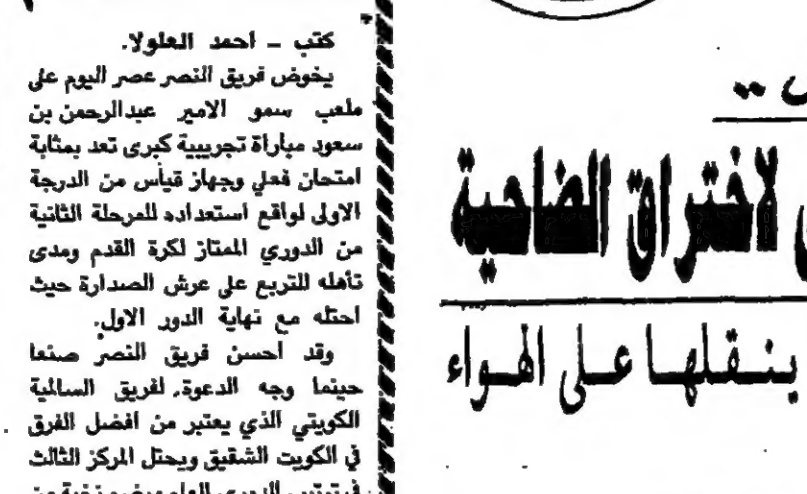 كتب - احمد العلولا.
يخوض فريق النصر عصر اليوم على
ملعب سمو الامير عبدالرحمن بن
سعود مباراة تجريبية كبرى تعد بمثابة
امتحان فعلي وجهاز قياس من الدرجة
الاولى لواقع استعداده للمرحلة الثانية
من الدوري الممتاز لكرة القدم ومدى
تأهله للتربع على عرش الصدارة حيث
احتله مع نهاية الدور الاول.
وقد احسن فريق النصر صنعا
حينما وجه الدعوة لفريق السالمية
الكويتي الذي يعتبر من افضل الفرق
في الكويت الشقيق ويحتل المركز الثالث
لاختراق الضاحية
ينقلها على الهواء